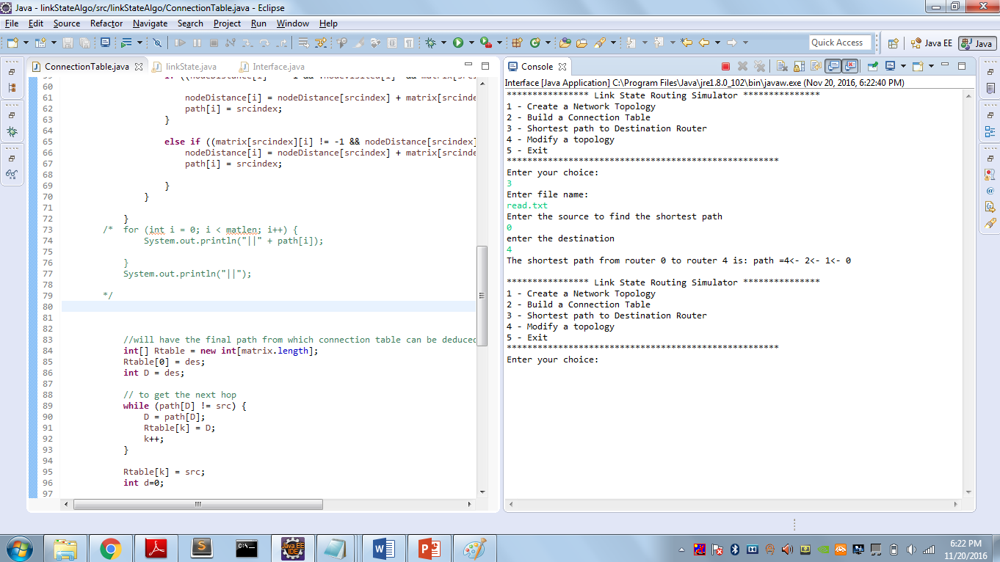 Java - linkStateAlgo/src/linkStateAlgo/ConnectionTable.java - Eclipse
File Edit Source Refactor Navigate Search Project Run Window Help
Quick Access
Java EE
Java
ConnectionTable.java
linkState.java
Interface.java
60
61 nodeDistance[i] = nodeDistance[srcindex] + matrix[srcinde
62 path[i] = srcindex;
63 }
64
65 else if ((matrix[srcindex][i] != -1 && nodeDistance[srcindex]
66 nodeDistance[i] = nodeDistance[srcindex] + matrix[srcinde
67 path[i] = srcindex;
68
69 }
70 }
71
72 }
73 /* for (int i = 0; i < matlen; i++) {
74 System.out.println("||" + path[i]);
75
76 }
77 System.out.println("||");
78
79 */
80
81
82
83 //will have the final path from which connection table can be deduced
84 int[] Rtable = new int[matrix.length];
85 Rtable[0] = des;
86 int D = des;
87
88 // to get the next hop
89 while (path[D] != src) {
90 D = path[D];
91 Rtable[k] = D;
92 k++;
93 }
94
95 Rtable[k] = src;
96 int d=0;
97
Console
Interface [Java Application] C:\Program Files\Java\jre1.8.0_102\bin\javaw.exe (Nov 20, 2016, 6:22:40 PM)
**************** Link State Routing Simulator ***************
1 - Create a Network Topology
2 - Build a Connection Table
3 - Shortest path to Destination Router
4 - Modify a topology
5 - Exit
*****************************************************
Enter your choice:
3
Enter file name:
read.txt
Enter the source to find the shortest path
0
enter the destination
4
The shortest path from router 0 to router 4 is: path =4<- 2<- 1<- 0
**************** Link State Routing Simulator ***************
1 - Create a Network Topology
2 - Build a Connection Table
3 - Shortest path to Destination Router
4 - Modify a topology
5 - Exit
*****************************************************
Enter your choice:
6:22 PM
11/20/2016